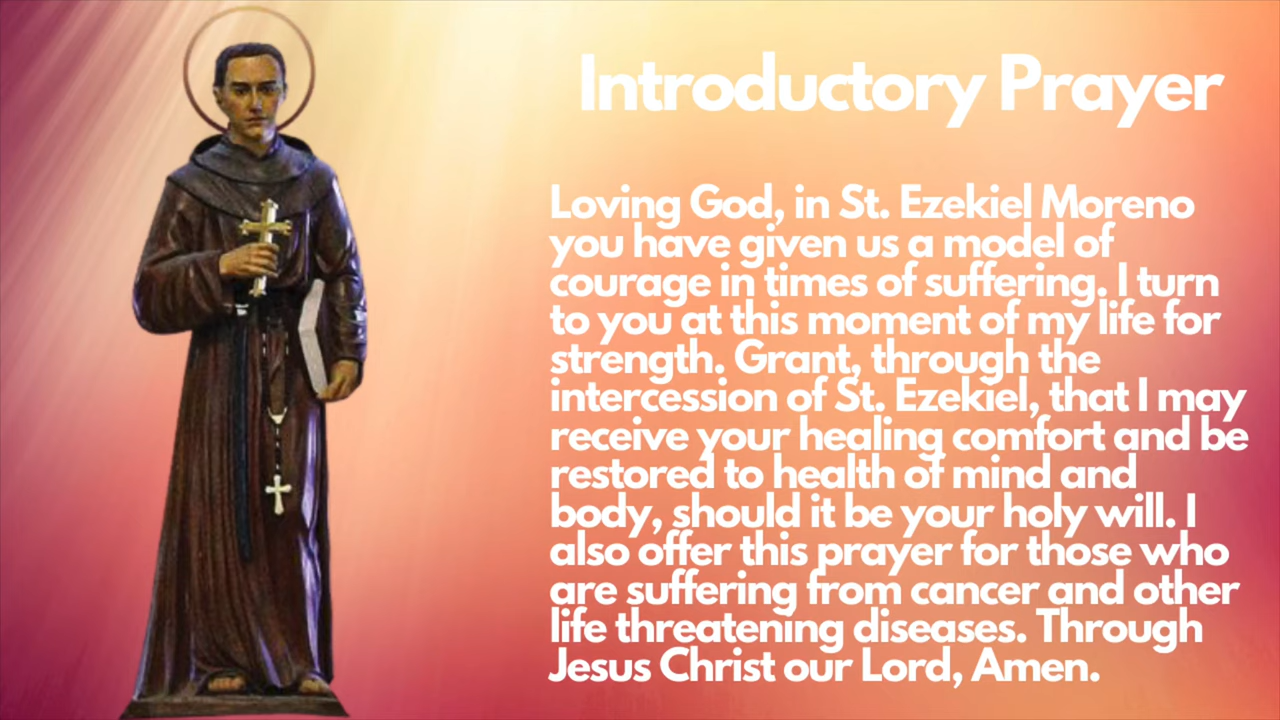 Introductory Prayer
Loving God, in St. Ezekiel Moreno
you have given us a model of
courage in times of suffering. I turn
to you at this moment of my life for
strength. Grant, through the
intercession of St. Ezekiel, that I may
receive your healing comfort and be
restored to health of mind and
body, should it be your holy will. I
also offer this prayer for those who
are suffering from cancer and other
life threatening diseases. Through
Jesus Christ our Lord, Amen.